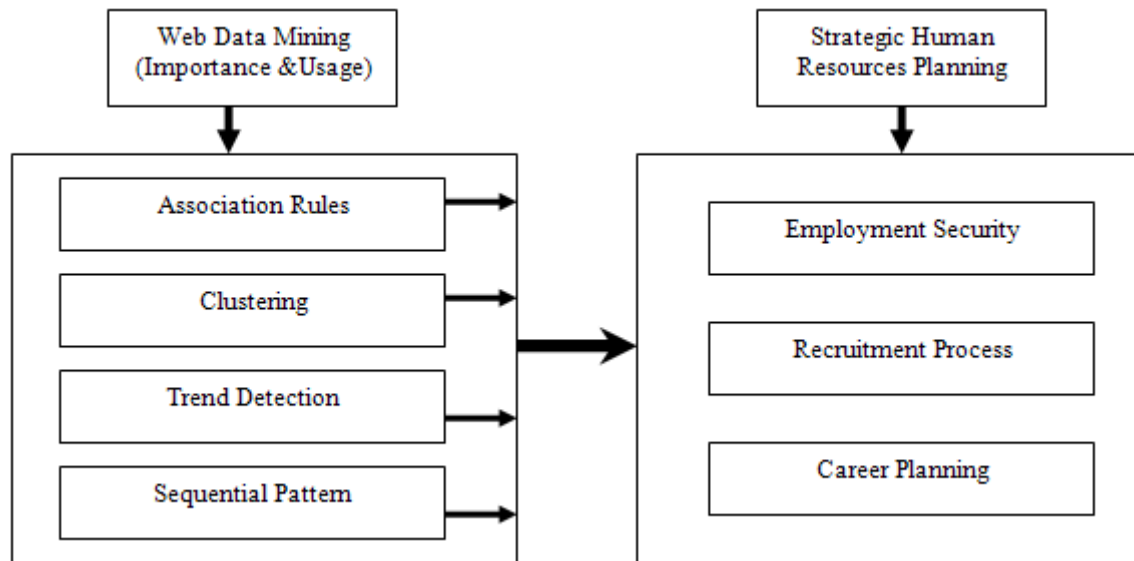 Web Data Mining
(Importance &Usage)
Association Rules
Clustering
Trend Detection
Sequential Pattern
Strategic Human
Resources Planning
Employment Security
Recruitment Process
Career Planning